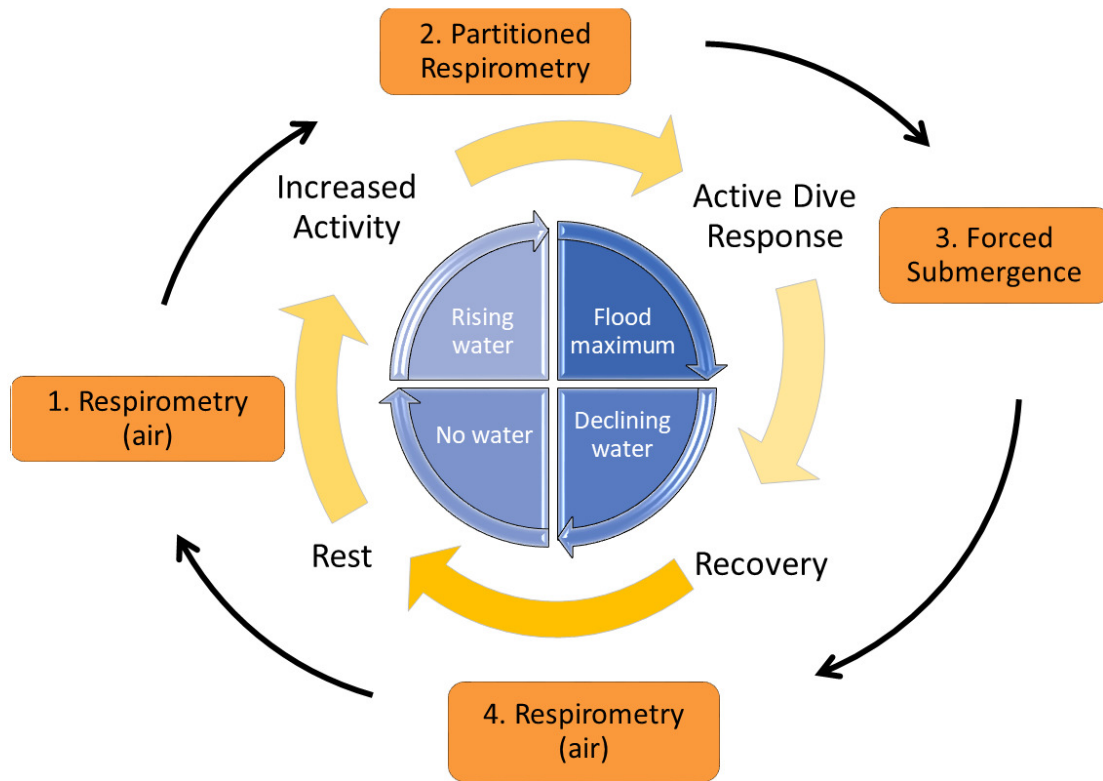 2. Partitioned
Respirometry
Increased
Activity
Active Dive
Response
3. Forced
Submergence
Rising
water
Flood
maximum
1. Respirometry
(air)
No water
Declining
water
Rest
Recovery
4. Respirometry
(air)